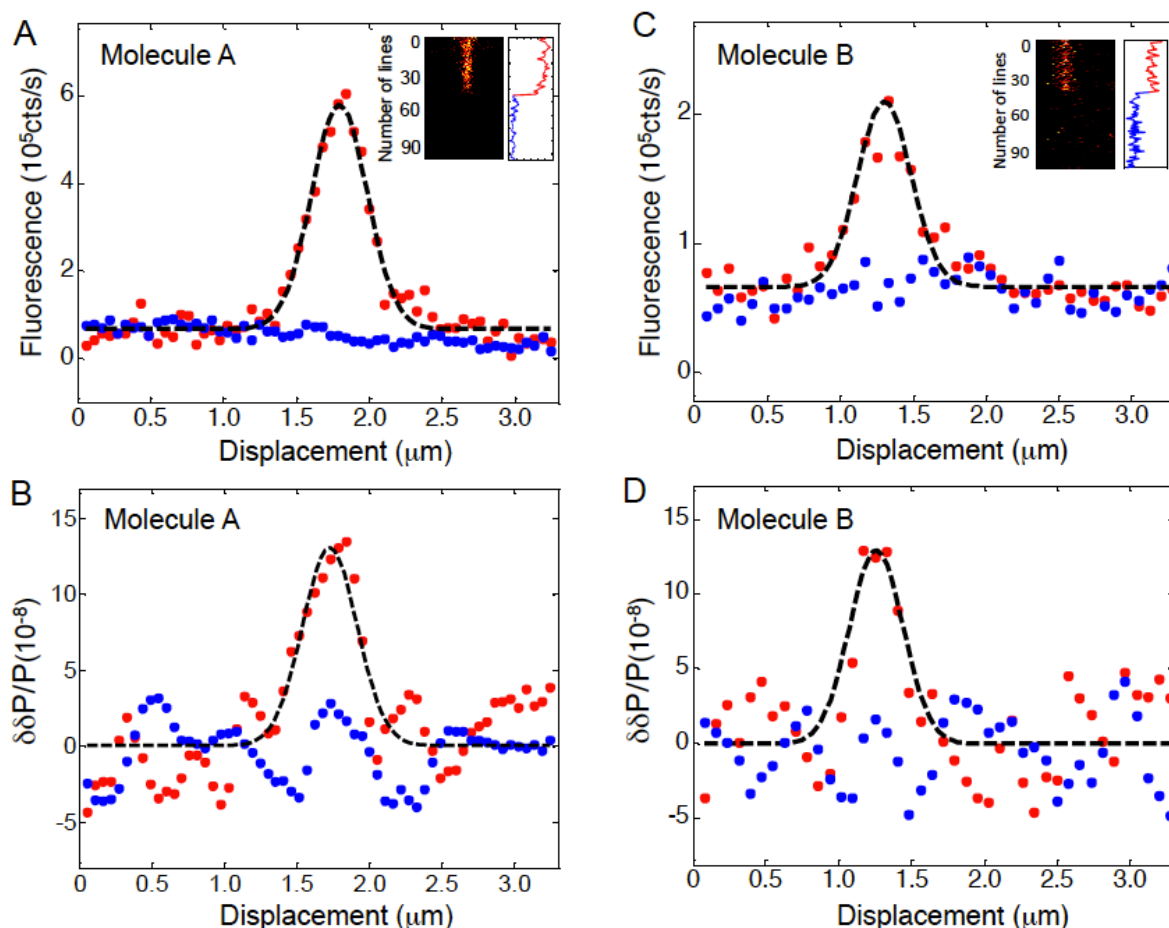 A
Molecule A
Fluorescence (10⁵cts/s)
6
4
2
0
0
0.5
1.0
1.5
2.0
2.5
3.0
Displacement (μm)
Number of lines
0
30
60
90
C
Molecule B
Fluorescence (10⁵cts/s)
2
1
0
0
0.5
1.0
1.5
2.0
2.5
3.0
Displacement (μm)
Number of lines
0
30
60
90
B
Molecule A
δδP/P(10⁻⁸)
15
10
5
0
-5
0
0.5
1.0
1.5
2.0
2.5
3.0
Displacement (μm)
D
Molecule B
δδP/P(10⁻⁸)
15
10
5
0
-5
0
0.5
1.0
1.5
2.0
2.5
3.0
Displacement (μm)